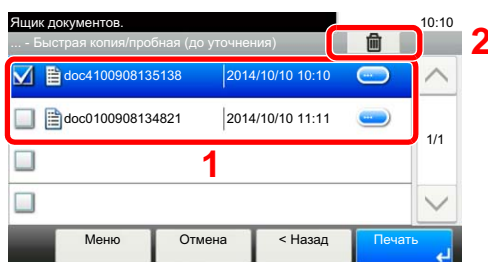 Ящик документов. 10:10
... - Быстрая копия/пробная (до уточнения) 2
doc4100908135138 2014/10/10 10:10 ...
doc0100908134821 2014/10/10 11:11 ...
1/1
1
Меню Отмена < Назад Печать